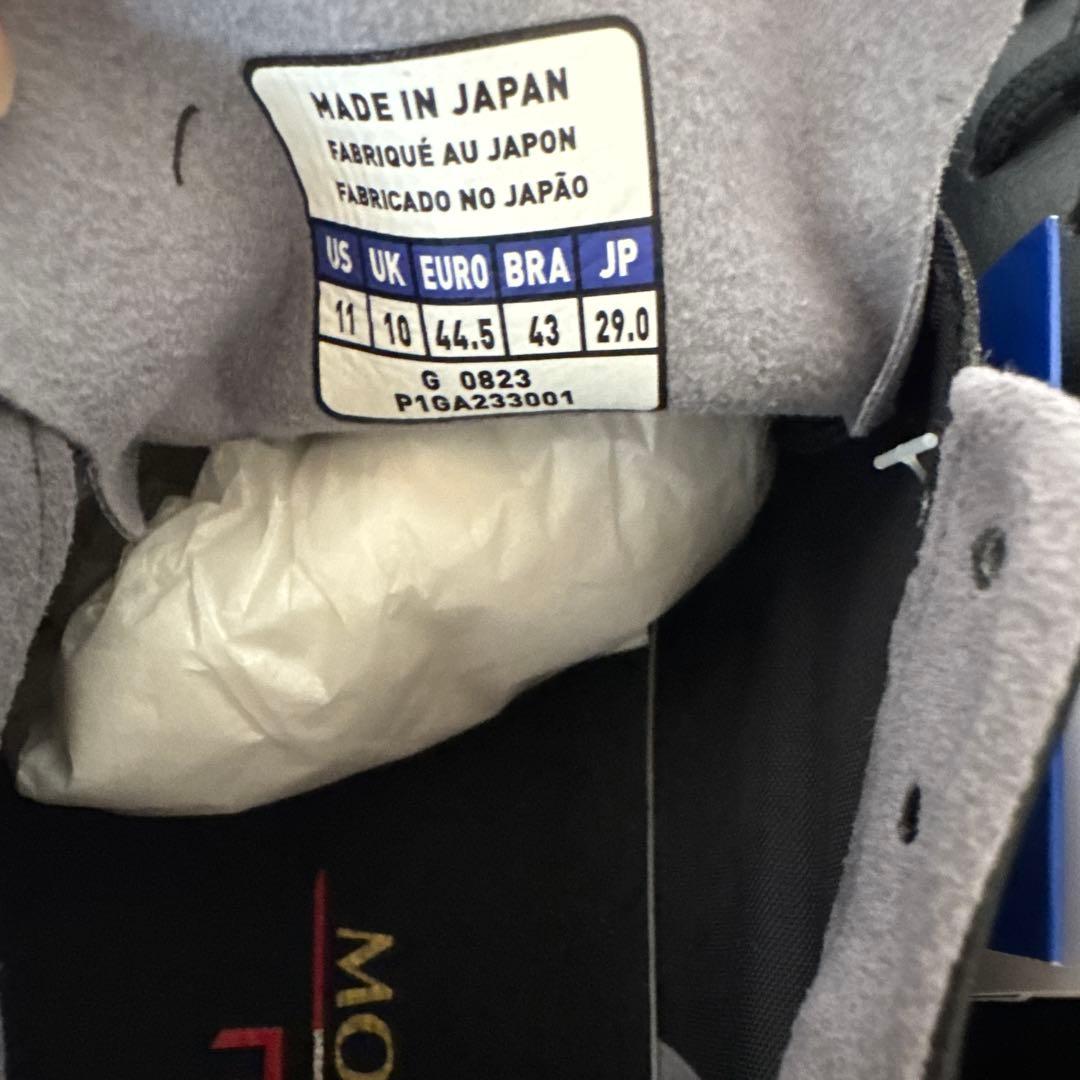 MADE IN JAPAN
FABRIQUÉ AU JAPON
FABRICADO NO JAPÃO
US UK EURO BRA JP
11 10 44.5 43 29.0
G 0823
P1GA233001
MO